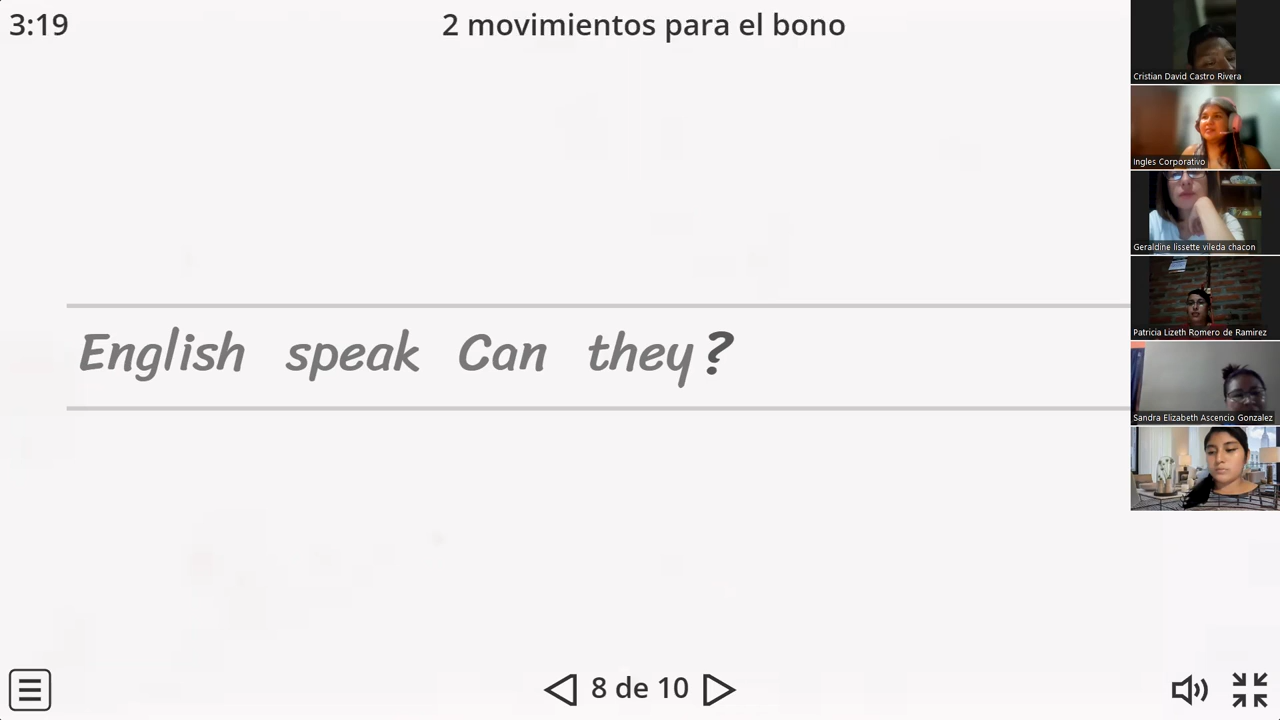 3:19
2 movimientos para el bono
Cristian David Castro Rivera
Ingles Corporativo
Geraldine lissette vileda chacon
Patricia Lizeth Romero de Ramirez
Sandra Elizabeth Ascencio Gonzalez
English speak Can they?
8 de 10